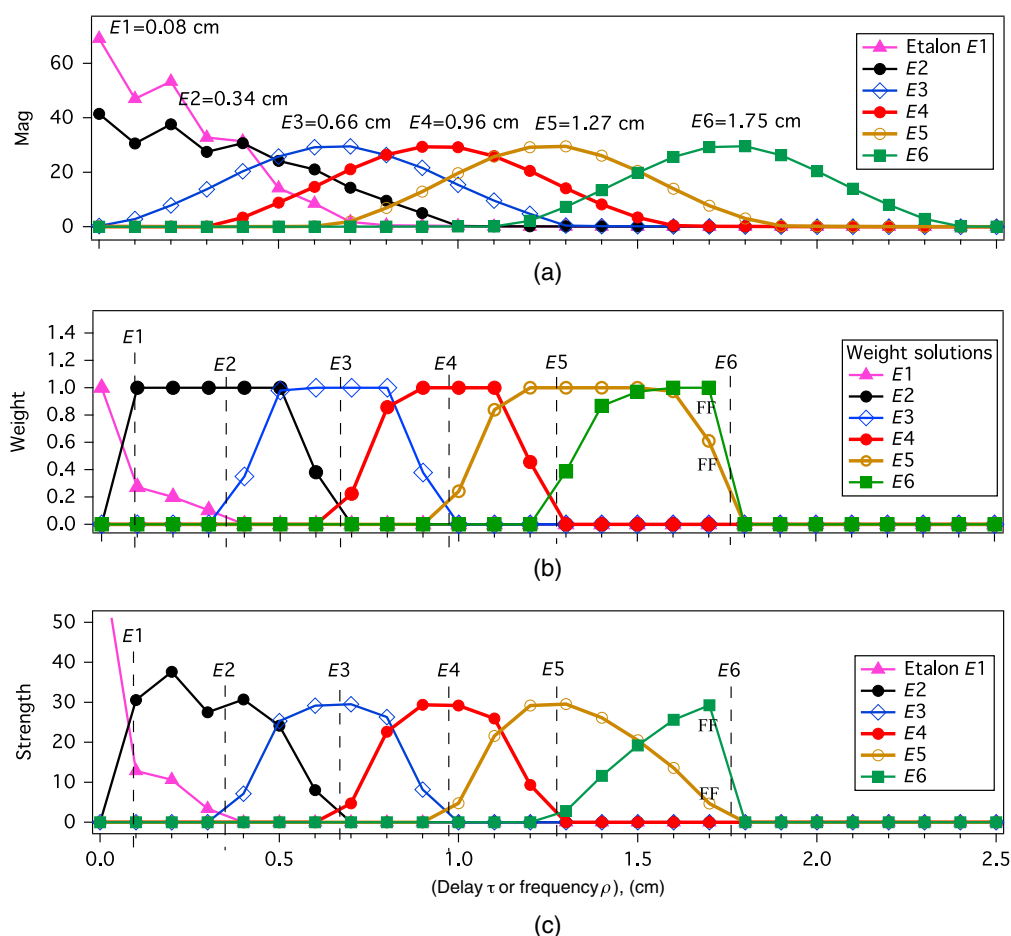 E1=0.08 cm
E2=0.34 cm
E3=0.66 cm
E4=0.96 cm
E5=1.27 cm
E6=1.75 cm
Mag
60
40
20
0
Etalon E1
E2
E3
E4
E5
E6
(a)
Weight
1.4
1.2
1.0
0.8
0.6
0.4
0.2
0.0
E1
E2
E3
E4
E5
E6
FF
FF
Weight solutions
E1
E2
E3
E4
E5
E6
(b)
Strength
50
40
30
20
10
0
E1
E2
E3
E4
E5
E6
FF
FF
Etalon E1
E2
E3
E4
E5
E6
0.0 0.5 1.0 1.5 2.0 2.5
(Delay τ or frequency ρ), (cm)
(c)